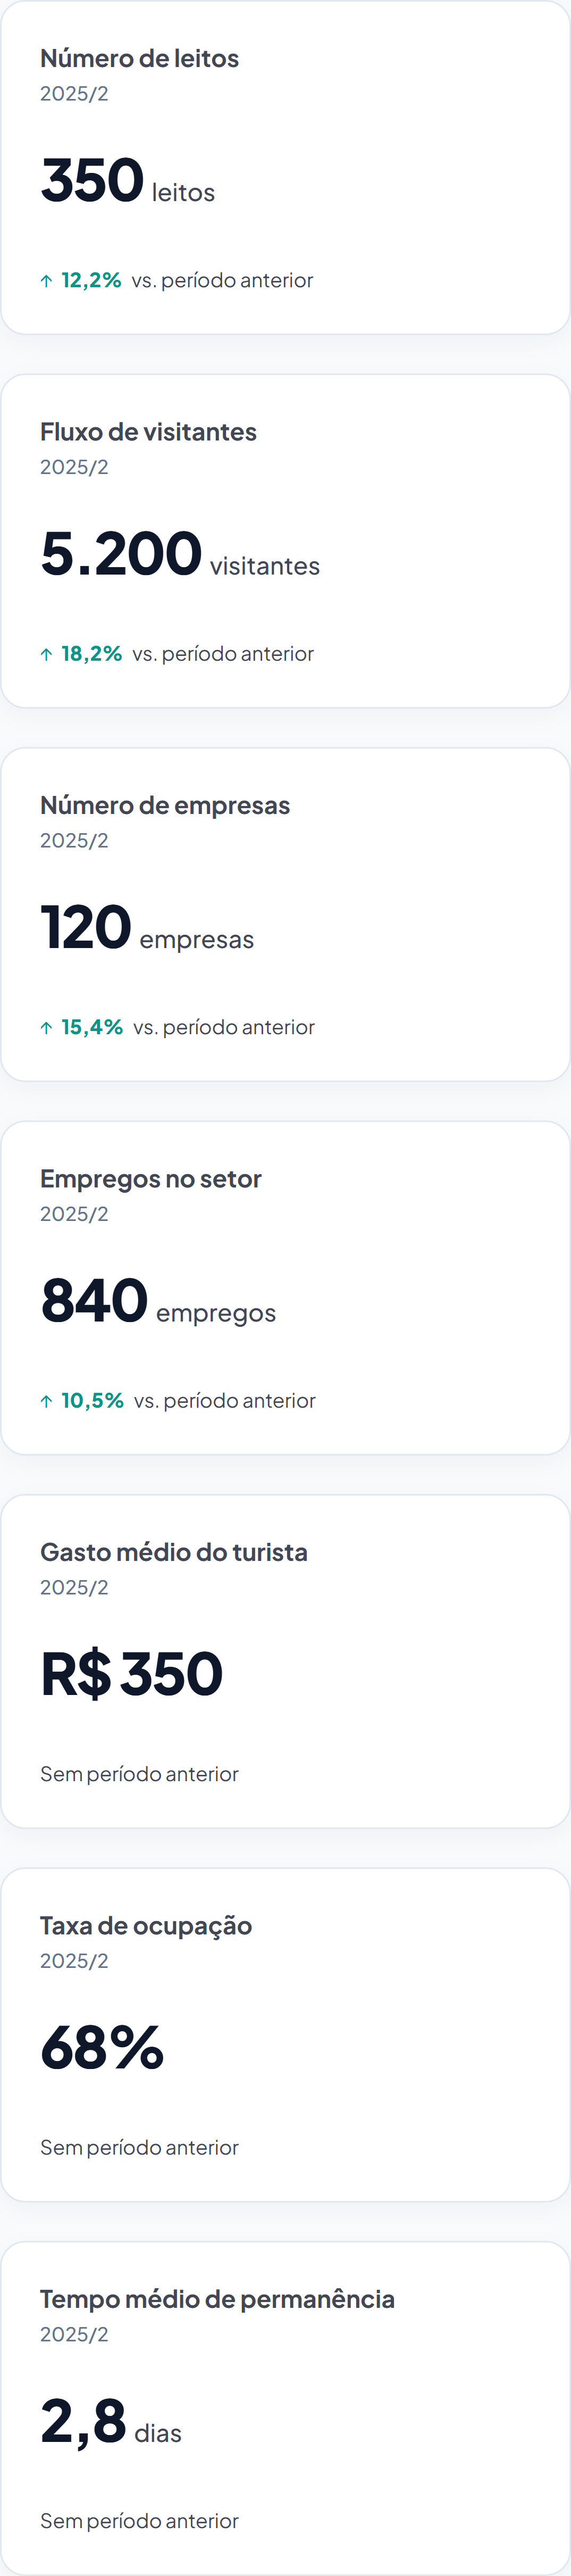 Número de leitos
2025/2
350 leitos
↑ 12,2% vs. período anterior
Fluxo de visitantes
2025/2
5.200 visitantes
↑ 18,2% vs. período anterior
Número de empresas
2025/2
120 empresas
↑ 15,4% vs. período anterior
Empregos no setor
2025/2
840 empregos
↑ 10,5% vs. período anterior
Gasto médio do turista
2025/2
R$ 350
Sem período anterior
Taxa de ocupação
2025/2
68%
Sem período anterior
Tempo médio de permanência
2025/2
2,8 dias
Sem período anterior